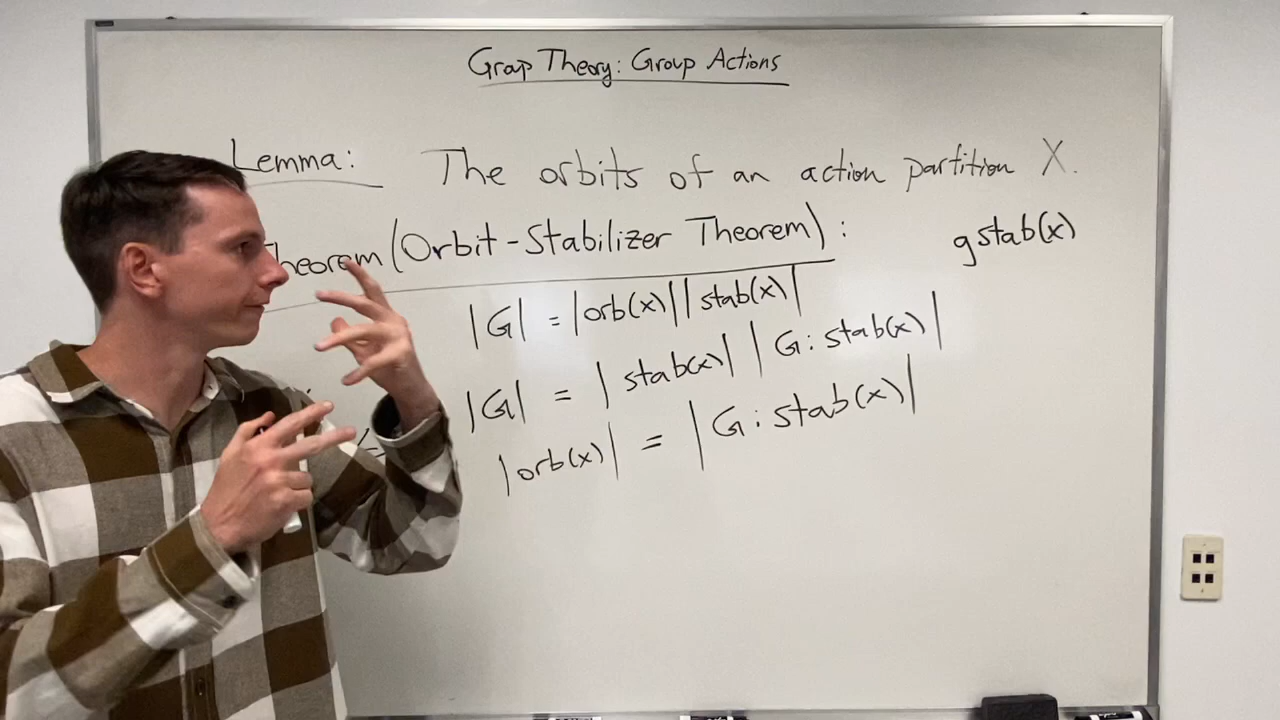 Group Theory: Group Actions
Lemma: The orbits of an action partition X.
Theorem (Orbit-Stabilizer Theorem):
g stab(x)
|G| = |orb(x)| |stab(x)|
|G| = |stab(x)| |G : stab(x)|
|orb(x)| = |G : stab(x)|